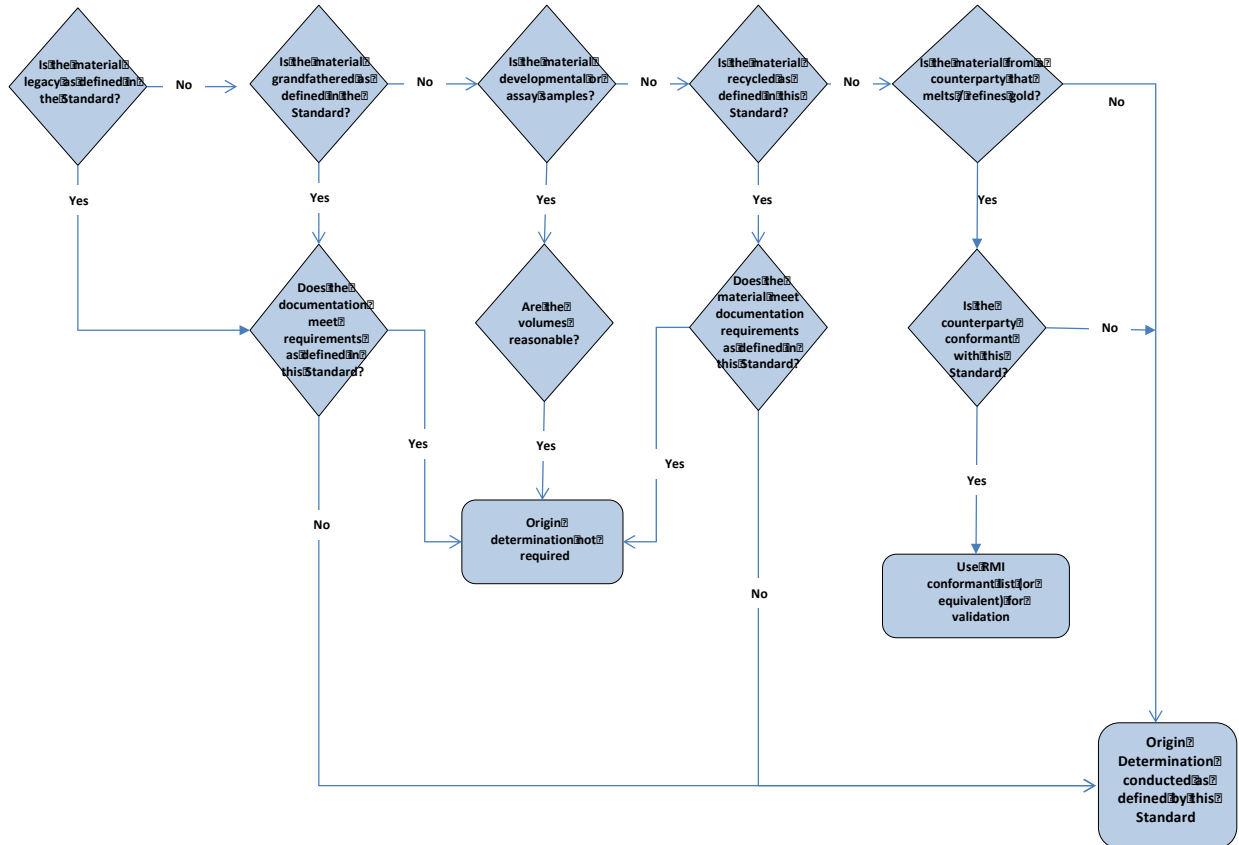 Is the material
legacy as defined in
the Standard?
No
Is the material
grandfathered as
defined in the
Standard?
No
Is the material
developmental or
assay samples?
No
Is the material
recycled as
defined in this
Standard?
No
Is the material from a
counterparty that
melts / refines gold?
No
Yes
Yes
Yes
Yes
Yes
Does the
documentation
meet
requirements
as defined in
this Standard?
Are the
volumes
reasonable?
Does the
material meet
documentation
requirements
as defined in
this Standard?
Is the
counterparty
conformant
with this
Standard?
No
Yes
Yes
Yes
Yes
No
Origin
determination not
required
No
Use RMI
conformant list (or
equivalent) for
validation
Origin
Determination
conducted as
defined by this
Standard